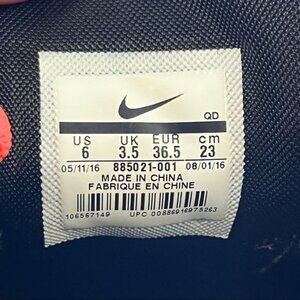 QD
US UK EUR cm
6 3.5 36.5 23
05/11/16 885021-001 08/01/16
MADE IN CHINA
FABRIQUE EN CHINE
106567149 UPC 00886916975263